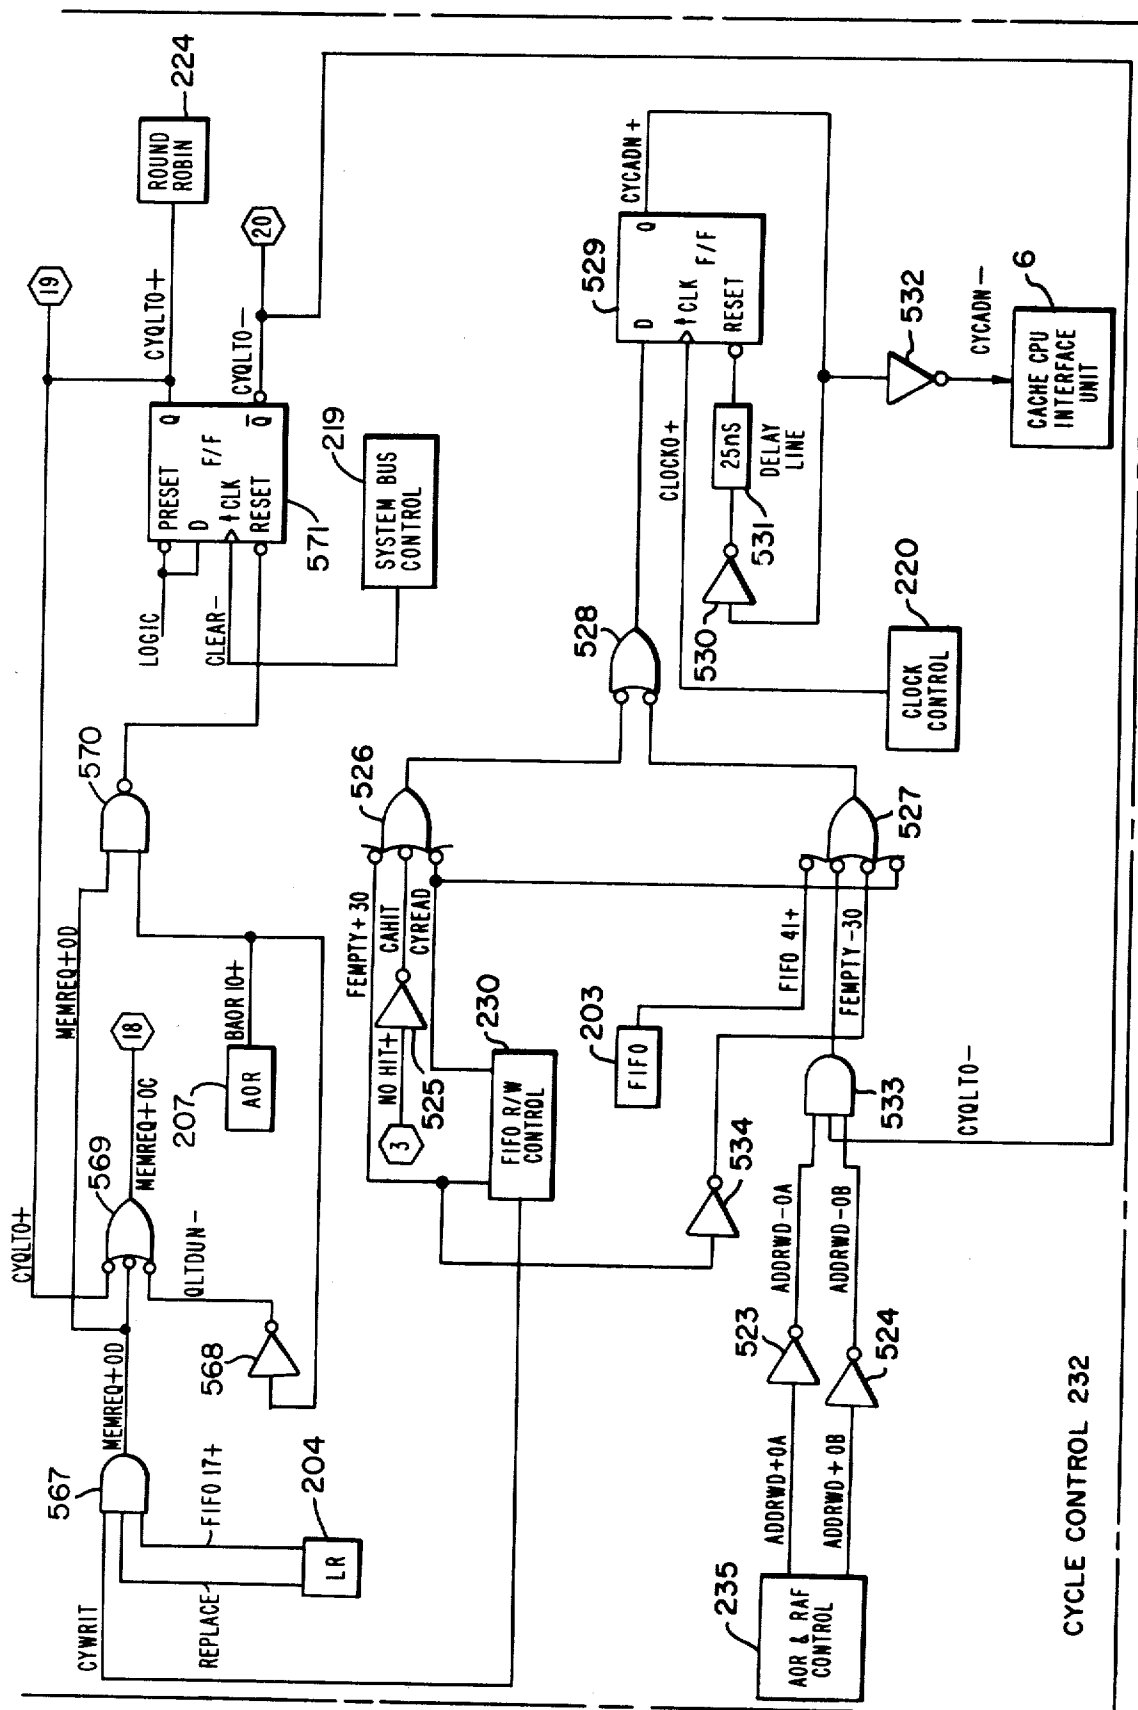 CYWRIT
REPLACE
567
FIFO 17+
LR
204
MEMREQ+0D
568
QLTDUN-
CYQLT0+
569
MEMREQ+0C
18
MEMREQ+0D
207
AOR
BAOR 10+
570
LOGIC
CLEAR-
PRESET
D
CLK
RESET
F/F
Q
Q̅
571
CYQLT0+
CYQLT0-
19
20
ROUND
ROBIN
224
SYSTEM BUS
CONTROL
219
FEMPTY+30
CAHIT
CYREAD
NO HIT+
3
525
FIFO R/W
CONTROL
230
526
528
534
FIFO
203
FIFO 41+
FEMPTY-30
527
533
CYQLT0-
AOR & RAF
CONTROL
235
ADDRWD+0A
ADDRWD+0B
523
524
ADDRWD-0A
ADDRWD-0B
CLOCK
CONTROL
220
CLOCK0+
530
531
25nS
DELAY
LINE
529
D
CLK
RESET
F/F
Q
CYCADN+
532
CYCADN-
CACHE CPU
INTERFACE
UNIT
6
CYCLE CONTROL 232